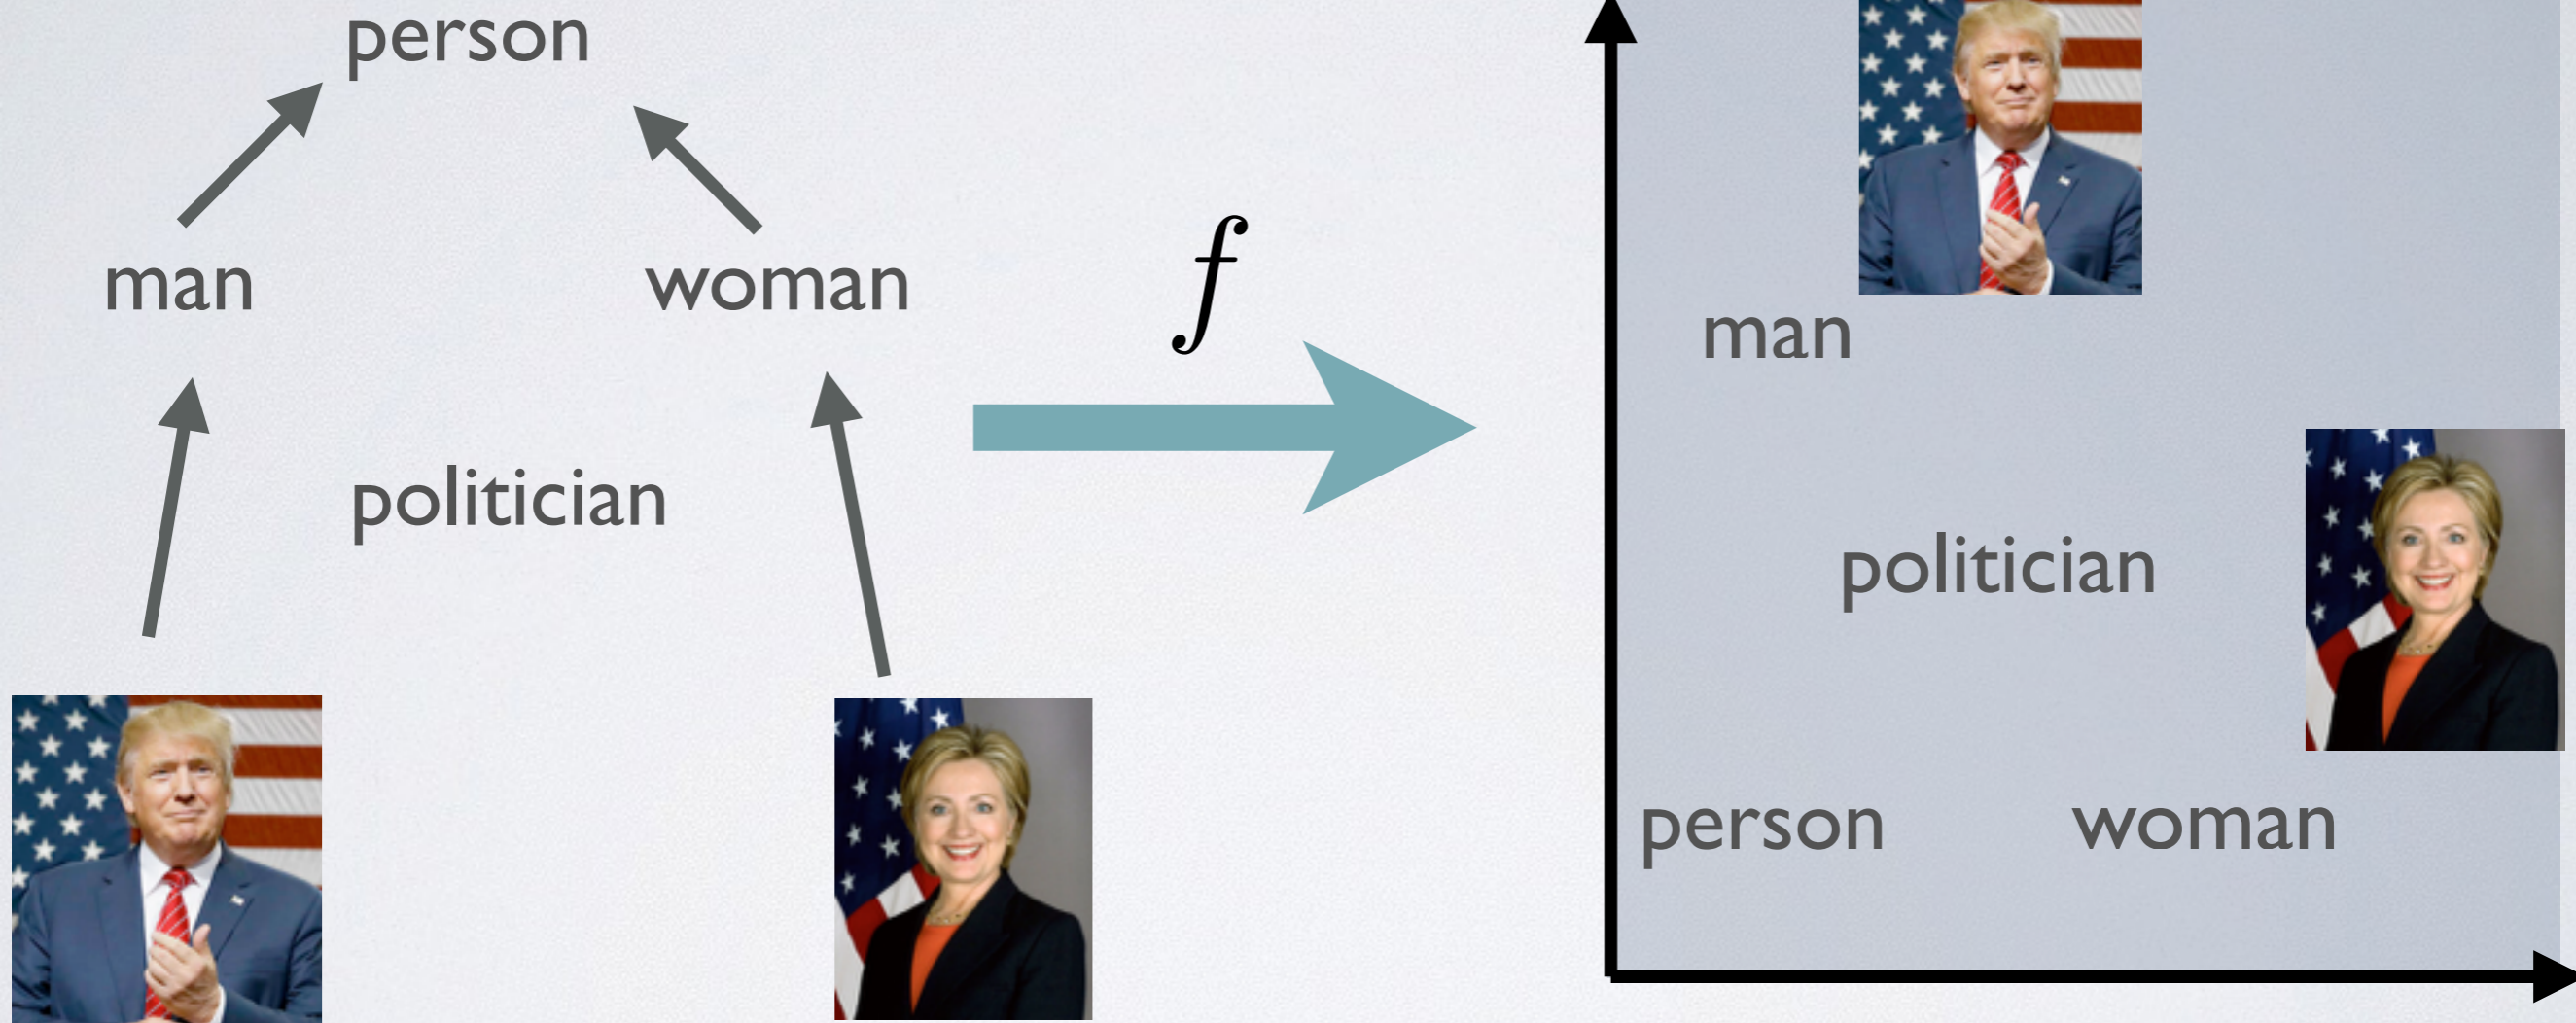 person
man
woman
politician
f
man
politician
person
woman